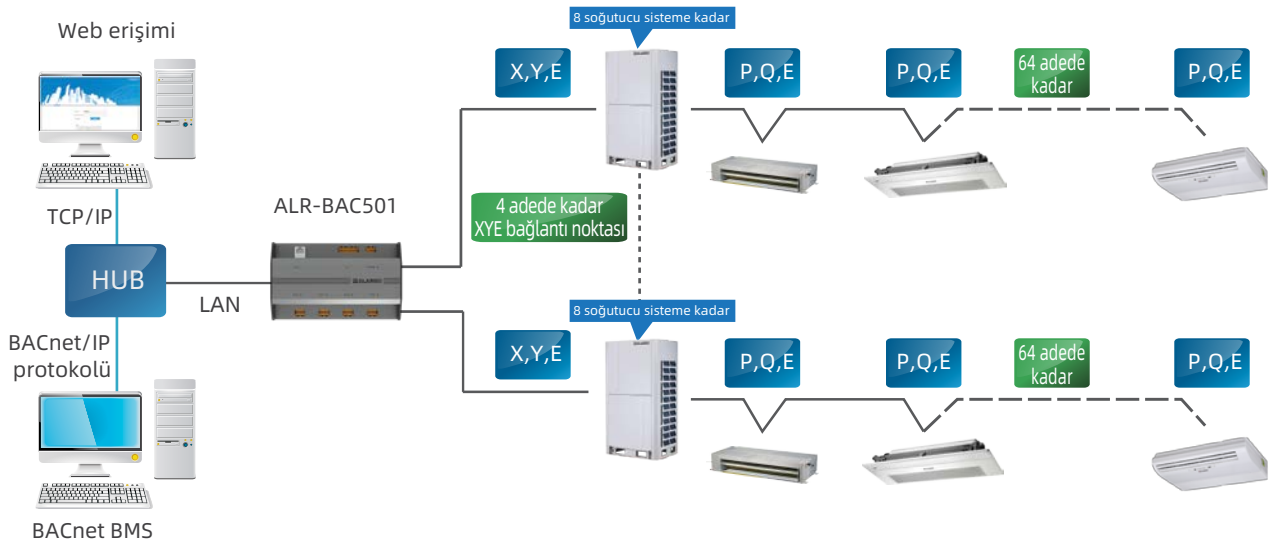 8 soğutucu sisteme kadar
Web erişimi
X,Y,E
P,Q,E
P,Q,E
64 adede
kadar
P,Q,E
TCP/IP
ALR-BAC501
4 adede kadar
XYE bağlantı noktası
HUB
LAN
8 soğutucu sisteme kadar
BACnet/IP
protokolü
X,Y,E
P,Q,E
P,Q,E
64 adede
kadar
P,Q,E
BACnet BMS